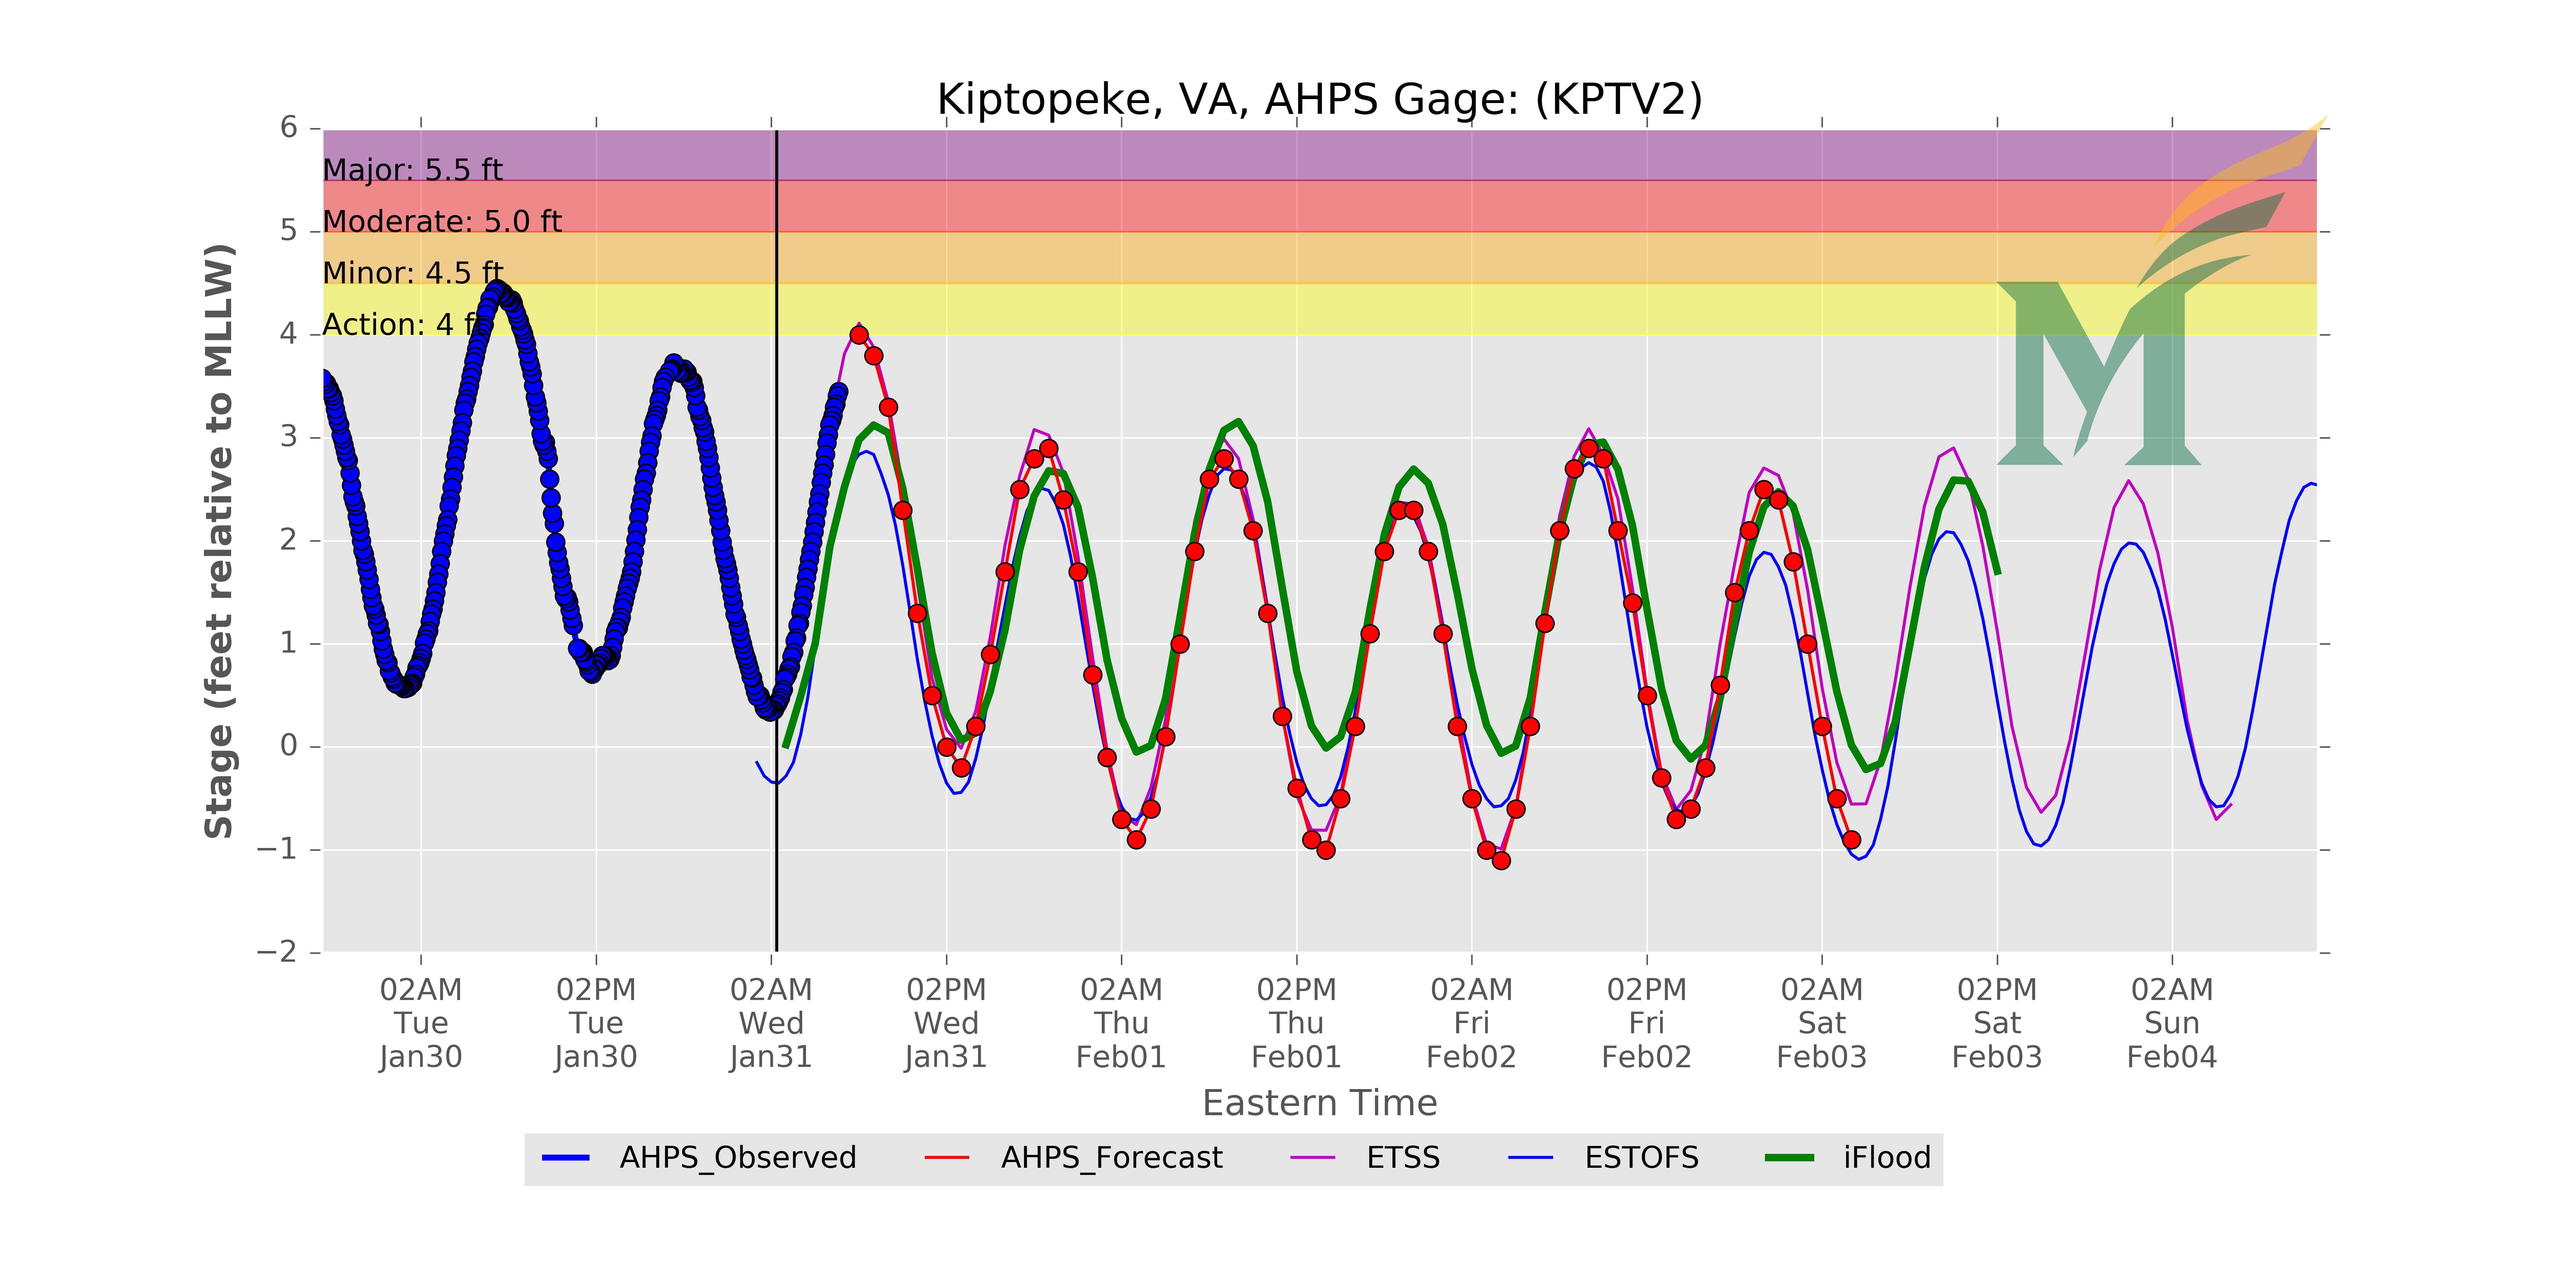 Kiptopeke, VA, AHPS Gage: (KPTV2)
6
5
4
3
2
1
0
−1
−2
Stage (feet relative to MLLW)
Major: 5.5 ft
Moderate: 5.0 ft
Minor: 4.5 ft
Action: 4 ft
02AM Tue Jan30
02PM Tue Jan30
02AM Wed Jan31
02PM Wed Jan31
02AM Thu Feb01
02PM Thu Feb01
02AM Fri Feb02
02PM Fri Feb02
02AM Sat Feb03
02PM Sat Feb03
02AM Sun Feb04
Eastern Time
AHPS_Observed
AHPS_Forecast
ETSS
ESTOFS
iFlood
M